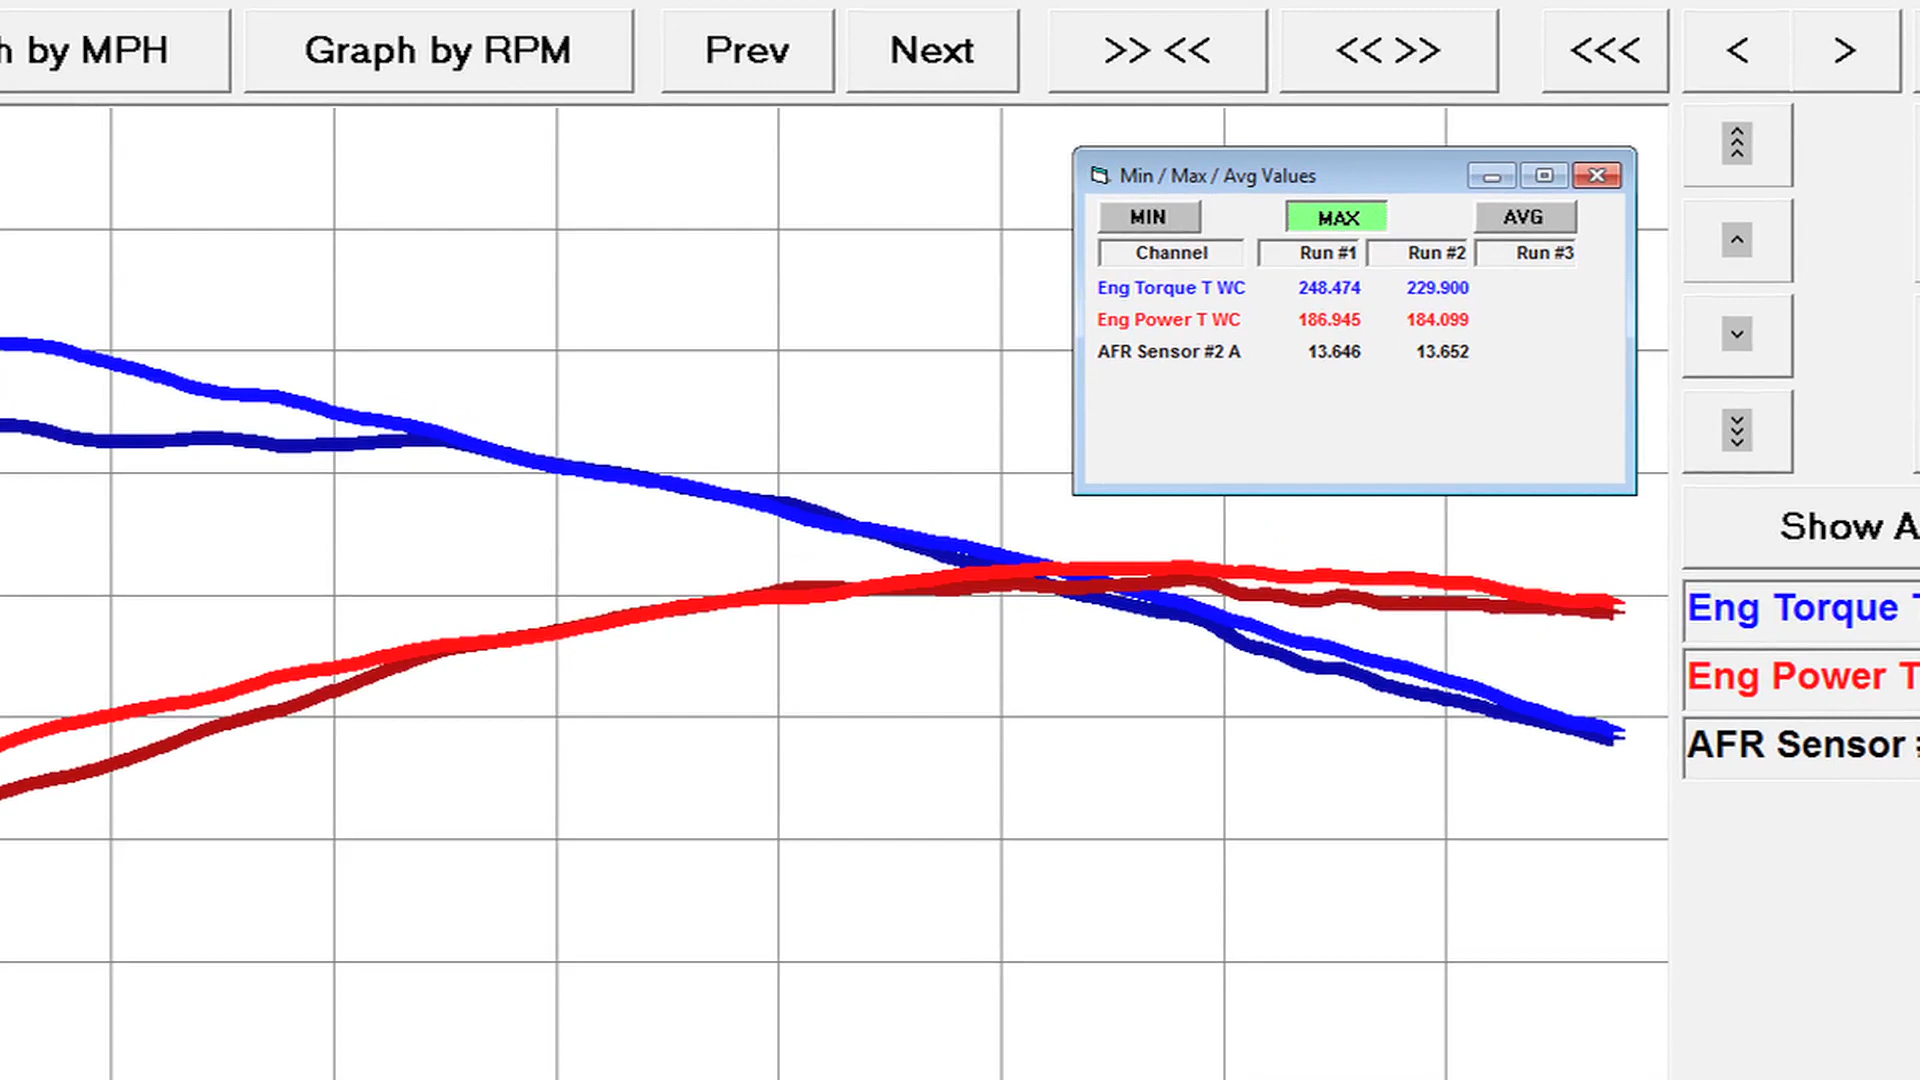 h by MPH
Graph by RPM
Prev
Next
>> <<
<< >>
<<<
<
>
Min / Max / Avg Values
MIN MAX AVG
Channel Run #1 Run #2 Run #3
Eng Torque T WC 248.474 229.900
Eng Power T WC 186.945 184.099
AFR Sensor #2 A 13.646 13.652
Show A
Eng Torque T
Eng Power T
AFR Sensor #